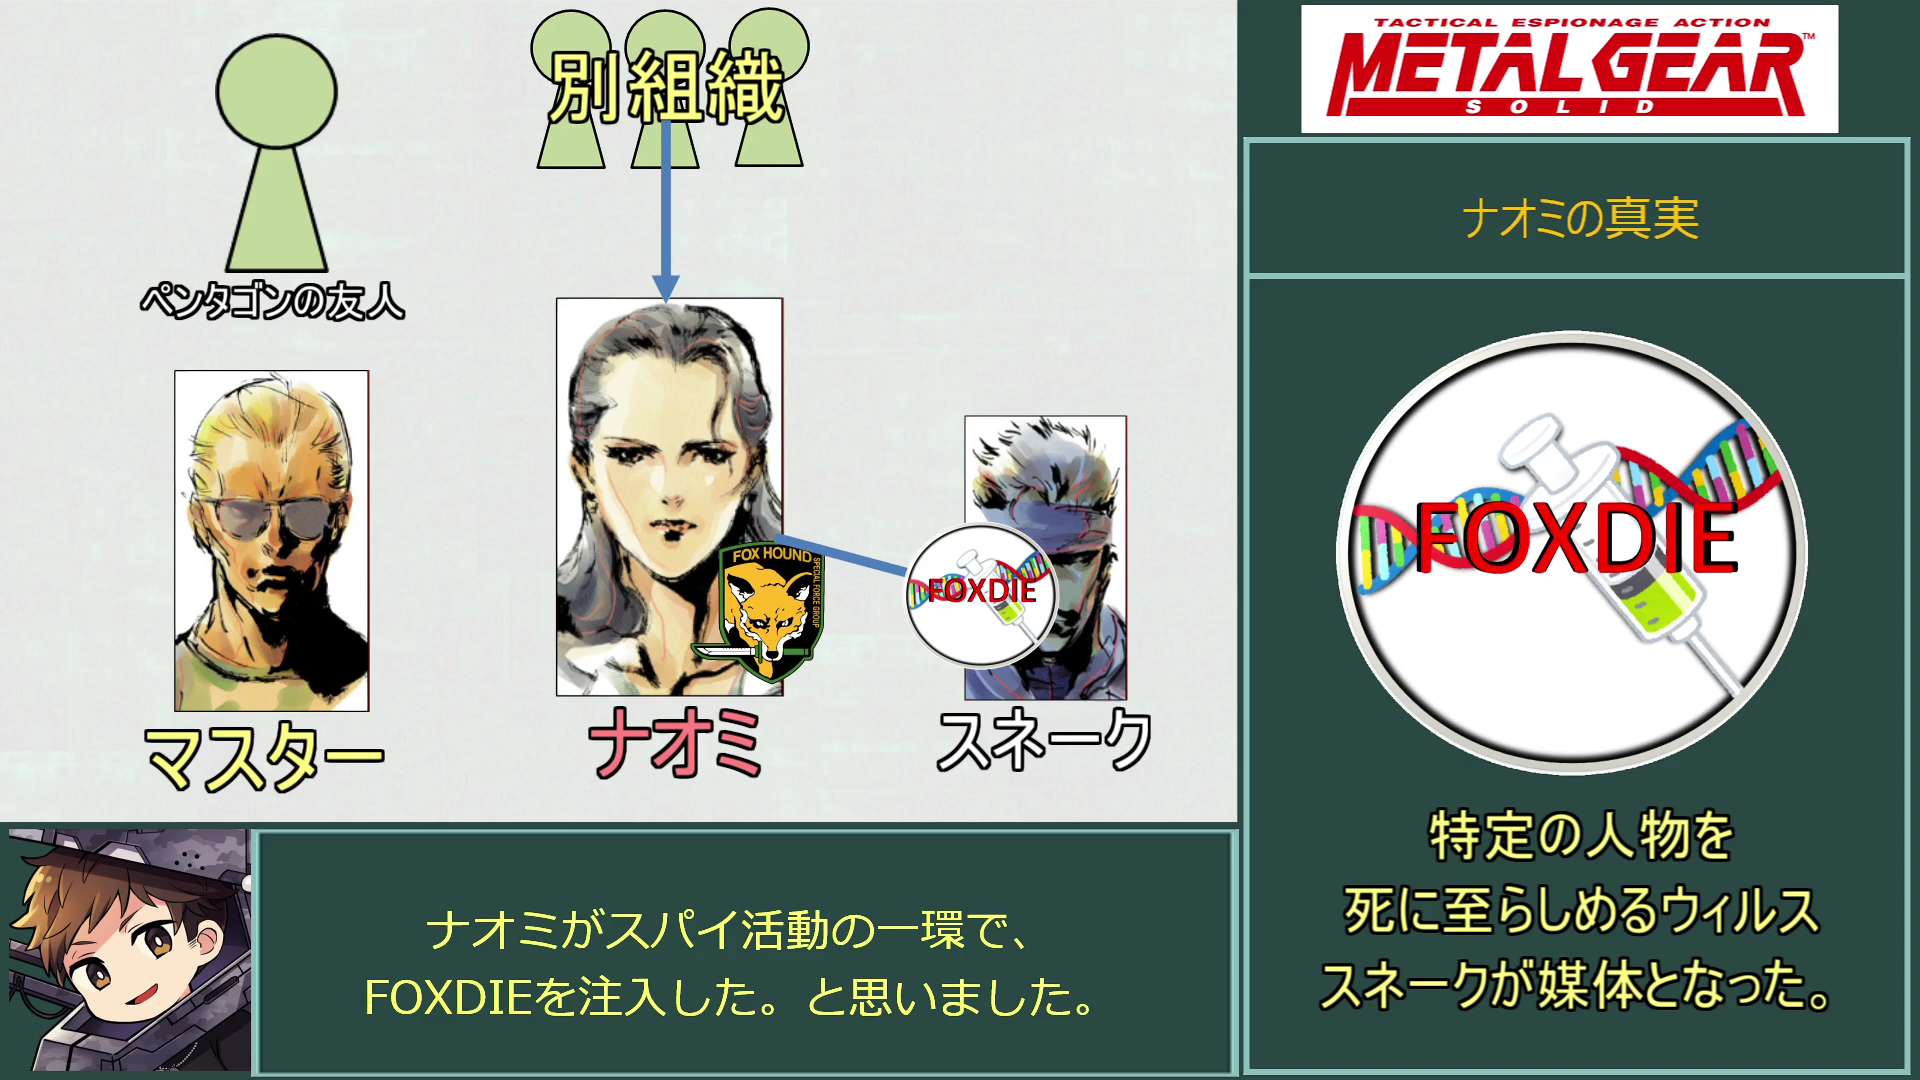 別組織
ペンタゴンの友人
FOX HOUND
SPECIAL FORCE GROUP
FOXDIE
マスター
ナオミ
スネーク
ナオミがスパイ活動の一環で、
FOXDIEを注入した。と思いました。
TACTICAL ESPIONAGE ACTION
METAL GEAR
SOLID
TM
ナオミの真実
FOXDIE
特定の人物を
死に至らしめるウィルス
スネークが媒体となった。